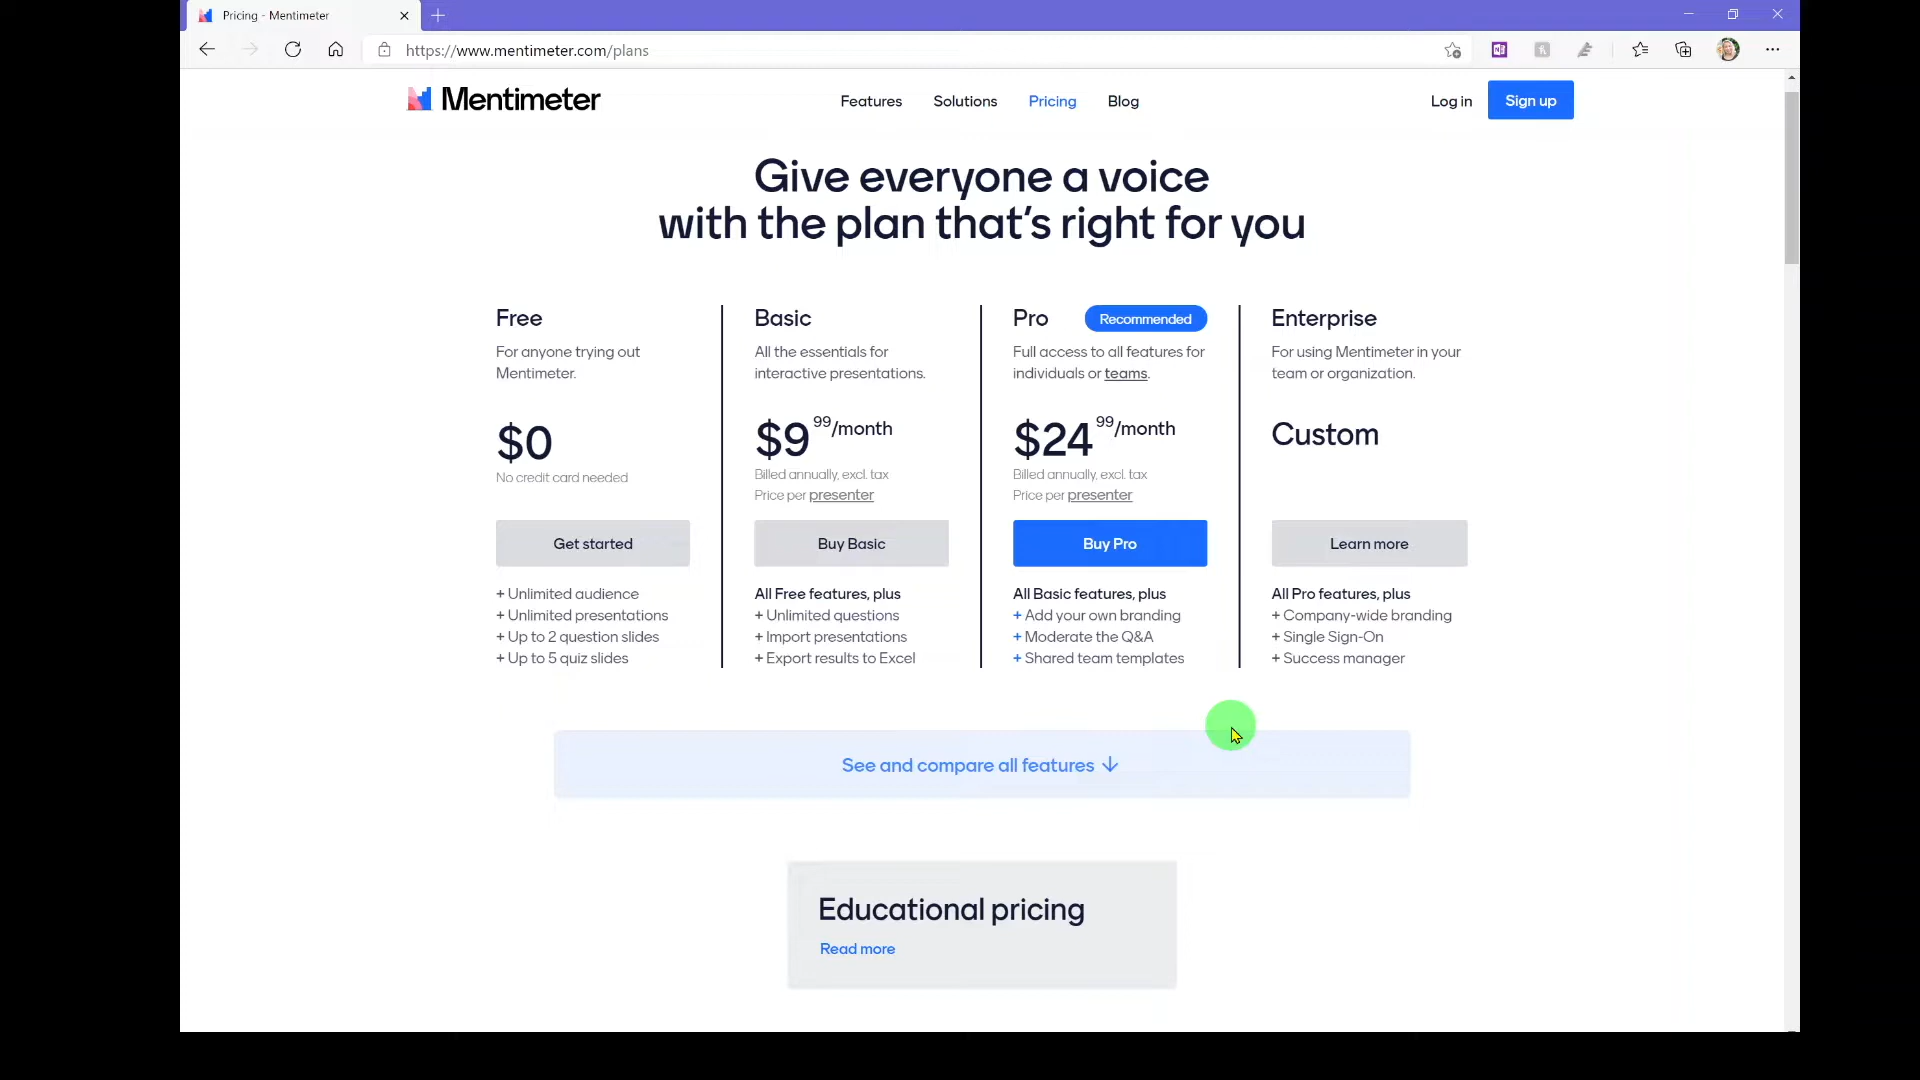 Pricing - Mentimeter
https://www.mentimeter.com/plans
Mentimeter
Features
Solutions
Pricing
Blog
Log in
Sign up
Give everyone a voice
with the plan that's right for you
Free
For anyone trying out
Mentimeter.
$0
No credit card needed
Get started
+ Unlimited audience
+ Unlimited presentations
+ Up to 2 question slides
+ Up to 5 quiz slides
Basic
All the essentials for
interactive presentations.
$9 99/month
Billed annually, excl. tax
Price per presenter
Buy Basic
All Free features, plus
+ Unlimited questions
+ Import presentations
+ Export results to Excel
Pro
Recommended
Full access to all features for
individuals or teams.
$24 99/month
Billed annually, excl. tax
Price per presenter
Buy Pro
All Basic features, plus
+ Add your own branding
+ Moderate the Q&A
+ Shared team templates
Enterprise
For using Mentimeter in your
team or organization.
Custom
Learn more
All Pro features, plus
+ Company-wide branding
+ Single Sign-On
+ Success manager
See and compare all features ↓
Educational pricing
Read more